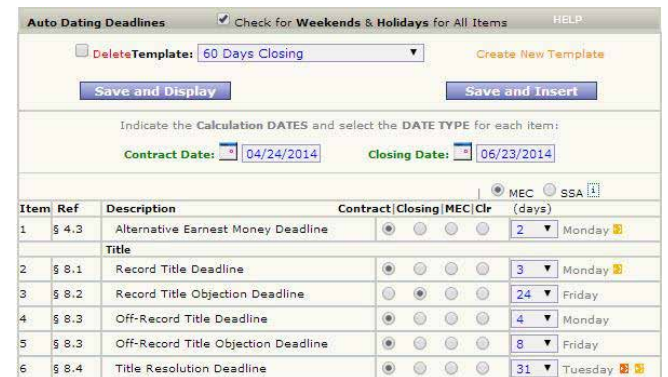 Auto Dating Deadlines Check for Weekends & Holidays for All Items HELP
DeleteTemplate: 60 Days Closing Create New Template
Save and Display Save and Insert
Indicate the Calculation DATES and select the DATE TYPE for each item:
Contract Date: 04/24/2014 Closing Date: 06/23/2014
| MEC SSA i
Item Ref Description Contract|Closing|MEC|Clr (days)
1 § 4.3 Alternative Earnest Money Deadline 2 Monday
Title
2 § 8.1 Record Title Deadline 3 Monday
3 § 8.2 Record Title Objection Deadline 24 Friday
4 § 8.3 Off-Record Title Deadline 4 Monday
5 § 8.3 Off-Record Title Objection Deadline 8 Friday
6 § 8.4 Title Resolution Deadline 31 Tuesday